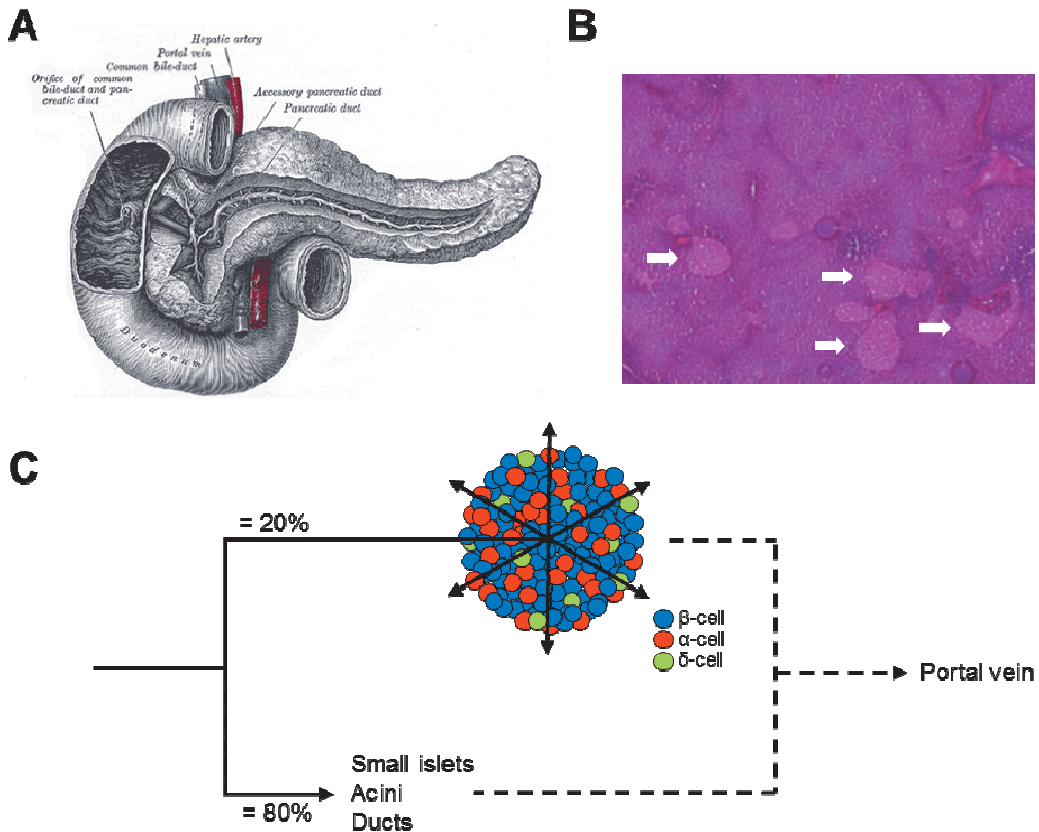 A
Hepatic artery
Portal vein
Common bile-duct
Orifice of common
bile-duct and pan-
creatic duct
Accessory pancreatic duct
Pancreatic duct
Duodenum
B
C
= 20%
β-cell
α-cell
δ-cell
Portal vein
Small islets
Acini
Ducts
= 80%